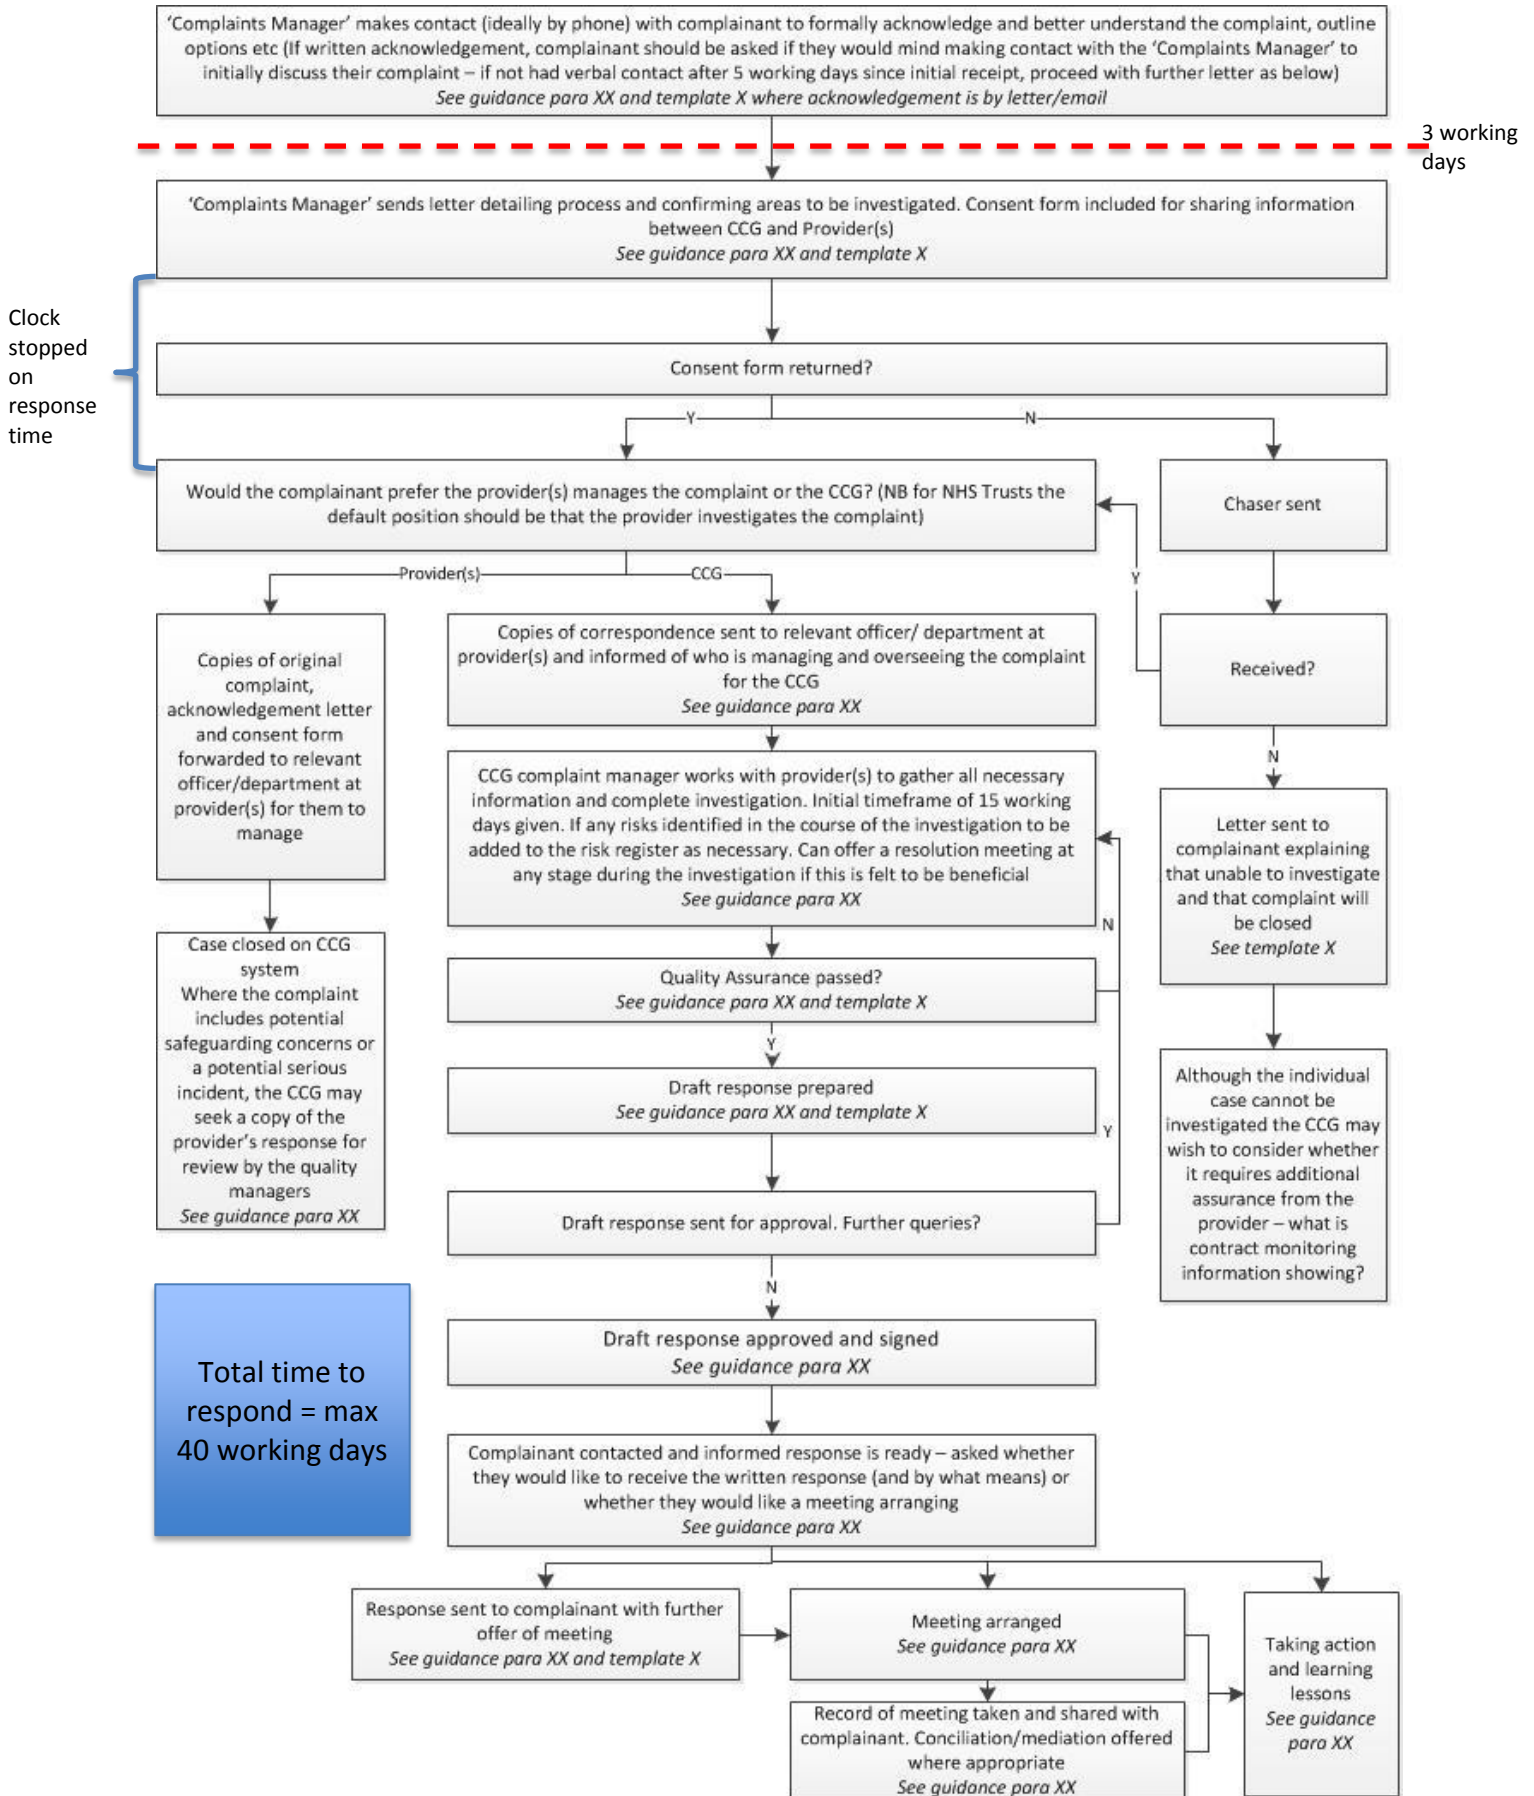 ‘Complaints Manager’ makes contact (ideally by phone) with complainant to formally acknowledge and better understand the complaint, outline
options etc (If written acknowledgement, complainant should be asked if they would mind making contact with the ‘Complaints Manager’ to
initially discuss their complaint – if not had verbal contact after 5 working days since initial receipt, proceed with further letter as below)
See guidance para XX and template X where acknowledgement is by letter/email
3 working
days
‘Complaints Manager’ sends letter detailing process and confirming areas to be investigated. Consent form included for sharing information
between CCG and Provider(s)
See guidance para XX and template X
Clock
stopped
on
response
time
Consent form returned?
Y
N
Would the complainant prefer the provider(s) manages the complaint or the CCG? (NB for NHS Trusts the
default position should be that the provider investigates the complaint)
Chaser sent
Provider(s)
CCG
Y
Copies of original
complaint,
acknowledgement letter
and consent form
forwarded to relevant
officer/department at
provider(s) for them to
manage
Copies of correspondence sent to relevant officer/ department at
provider(s) and informed of who is managing and overseeing the complaint
for the CCG
See guidance para XX
Received?
N
CCG complaint manager works with provider(s) to gather all necessary
information and complete investigation. Initial timeframe of 15 working
days given. If any risks identified in the course of the investigation to be
added to the risk register as necessary. Can offer a resolution meeting at
any stage during the investigation if this is felt to be beneficial
See guidance para XX
Letter sent to
complainant explaining
that unable to investigate
and that complaint will
be closed
See template X
N
Case closed on CCG
system
Where the complaint
includes potential
safeguarding concerns or
a potential serious
incident, the CCG may
seek a copy of the
provider’s response for
review by the quality
managers
See guidance para XX
Quality Assurance passed?
See guidance para XX and template X
Y
Draft response prepared
See guidance para XX and template X
Y
Although the individual
case cannot be
investigated the CCG may
wish to consider whether
it requires additional
assurance from the
provider – what is
contract monitoring
information showing?
Draft response sent for approval. Further queries?
N
Total time to
respond = max
40 working days
Draft response approved and signed
See guidance para XX
Complainant contacted and informed response is ready – asked whether
they would like to receive the written response (and by what means) or
whether they would like a meeting arranging
See guidance para XX
Response sent to complainant with further
offer of meeting
See guidance para XX and template X
Meeting arranged
See guidance para XX
Taking action
and learning
lessons
See guidance
para XX
Record of meeting taken and shared with
complainant. Conciliation/mediation offered
where appropriate
See guidance para XX